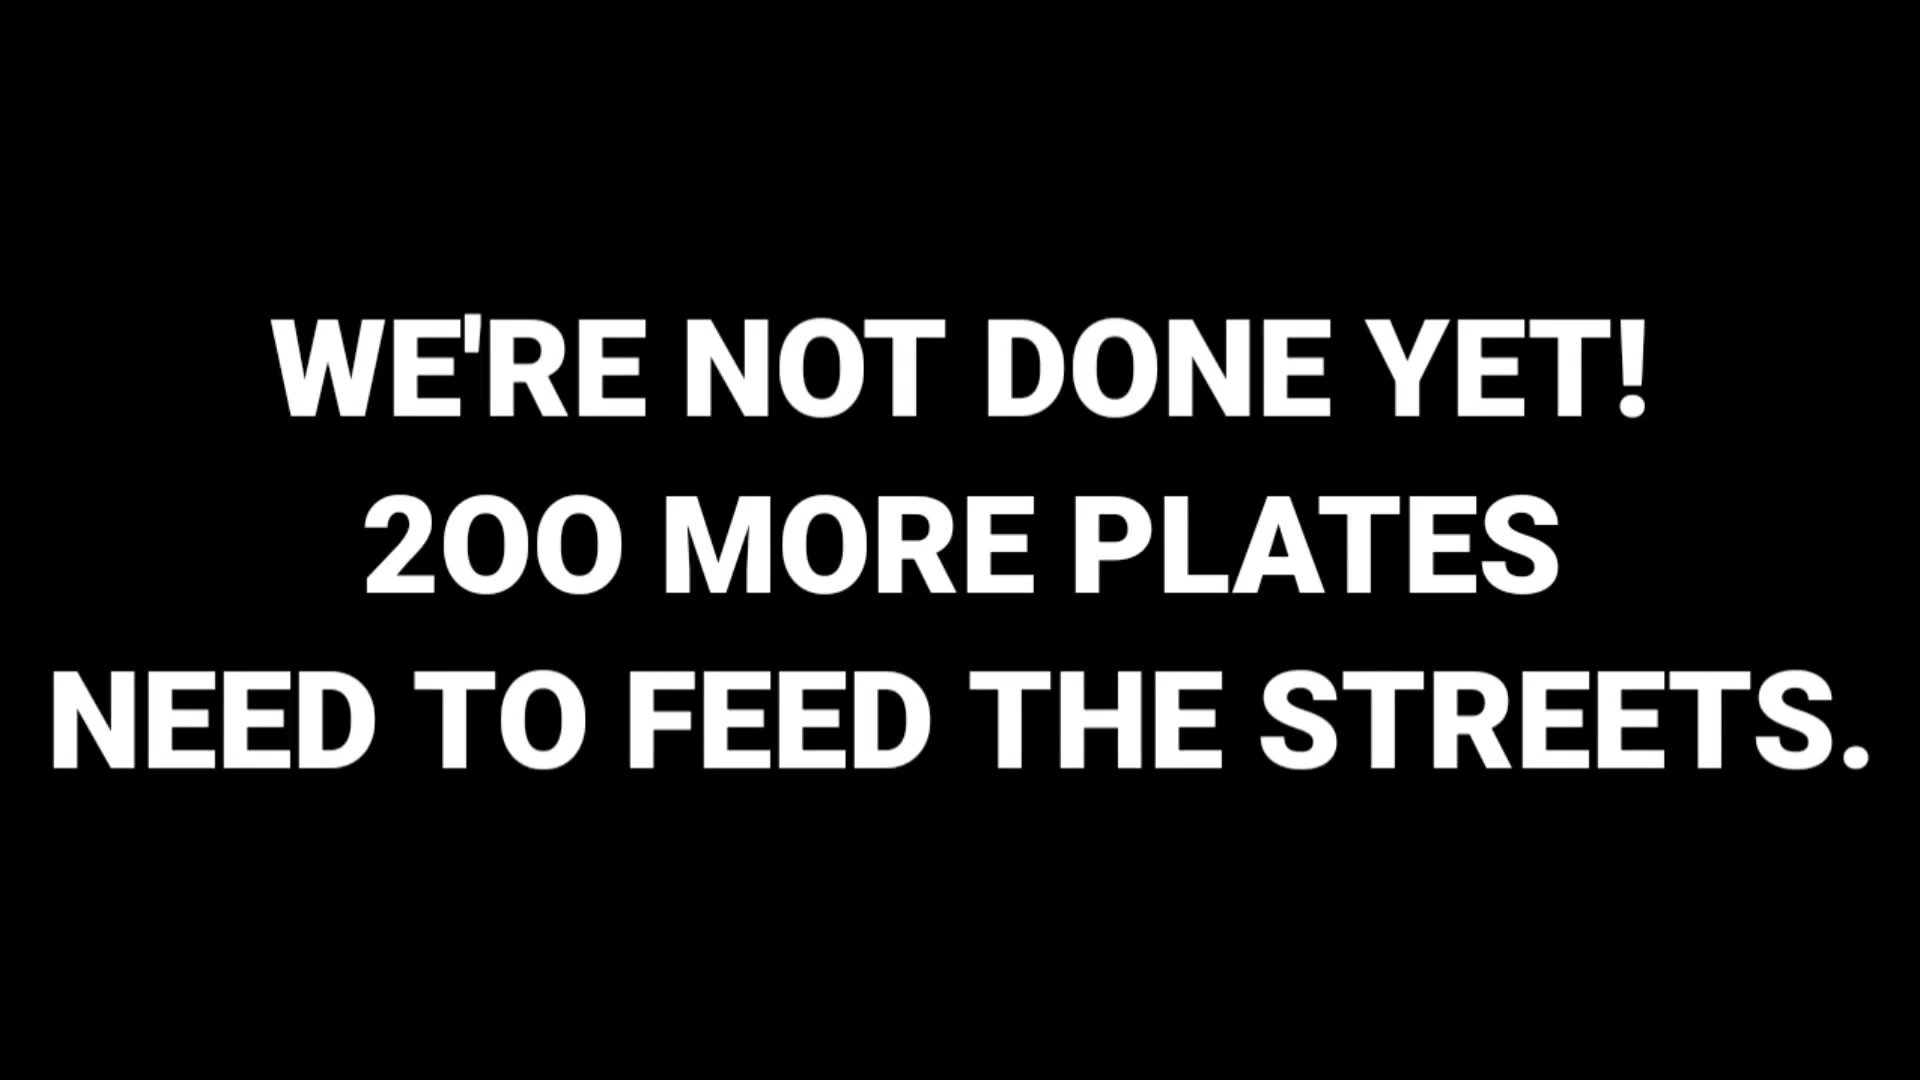 WE'RE NOT DONE YET!
200 MORE PLATES
NEED TO FEED THE STREETS.